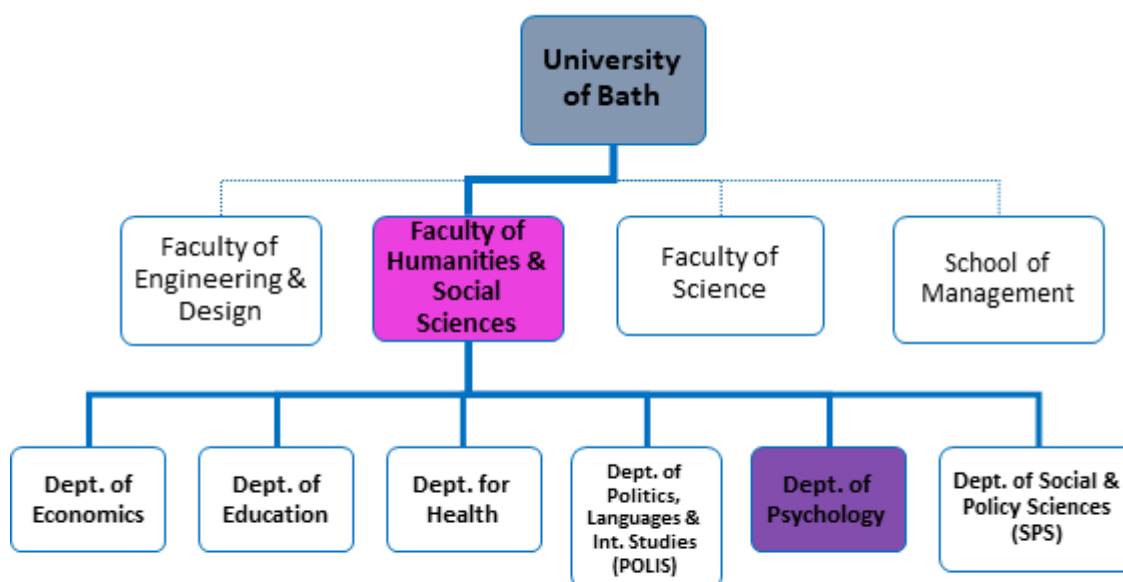 University
of Bath
Faculty of
Engineering &
Design
Faculty of
Humanities &
Social
Sciences
Faculty of
Science
School of
Management
Dept. of
Economics
Dept. of
Education
Dept. for
Health
Dept. of
Politics,
Languages &
Int. Studies
(POLIS)
Dept. of
Psychology
Dept. of Social &
Policy Sciences
(SPS)